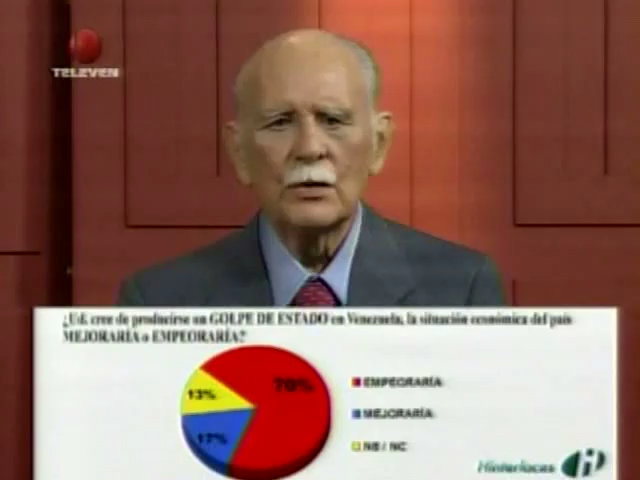 TELEVEN
¿Ud. cree de producirse un GOLPE DE ESTADO en Venezuela, la situación económica del país
MEJORARÍA o EMPEORARÍA?
70%
13%
17%
EMPEORARÍA
MEJORARÍA
NS / NC
Hinterlaces